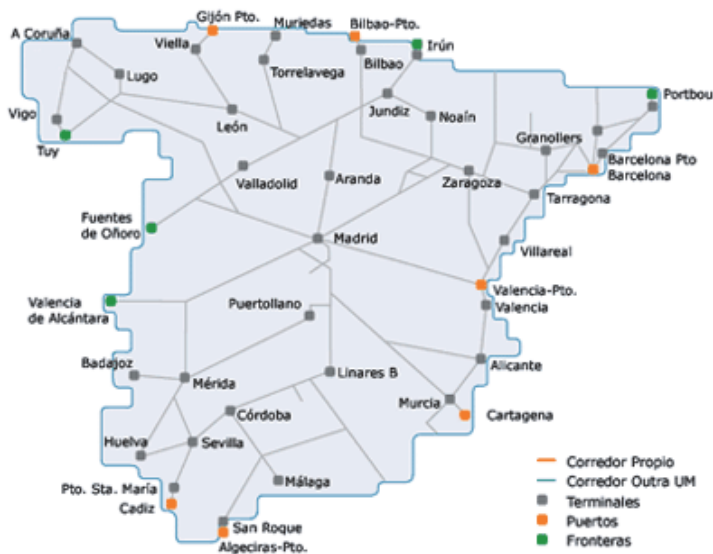 Gijón Pto.
Muriedas
Bilbao-Pto.
A Coruña
Viella
Irún
Bilbao
Lugo
Torrelavega
Portbou
Jundiz
Vigo
León
Noaín
Granollers
Tuy
Barcelona Pto
Valladolid
Aranda
Zaragoza
Barcelona
Tarragona
Fuentes
de Oñoro
Madrid
Villareal
Valencia-Pto.
Valencia
de Alcántara
Puertollano
Valencia
Badajoz
Mérida
Linares B
Alicante
Murcia
Córdoba
Cartagena
Huelva
Sevilla
Pto. Sta. María
Málaga
Cadiz
San Roque
Algeciras-Pto.
Corredor Propio
Corredor Outra UM
Terminales
Puertos
Fronteras